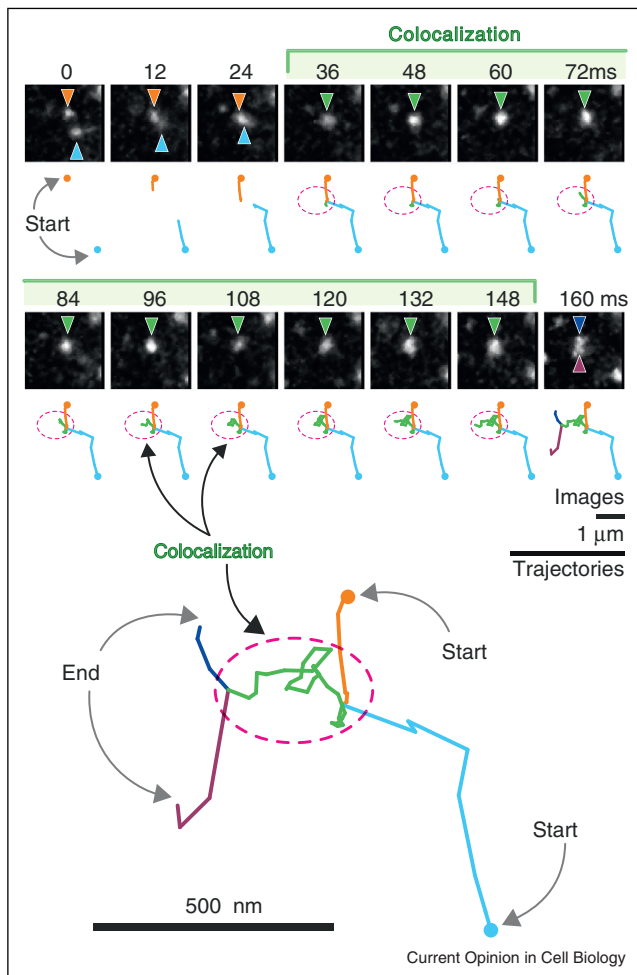 Colocalization
0 12 24 36 48 60 72ms
Start
84 96 108 120 132 148 160 ms
Images
1 μm
Trajectories
Colocalization
Start
End
Start
500 nm
Current Opinion in Cell Biology